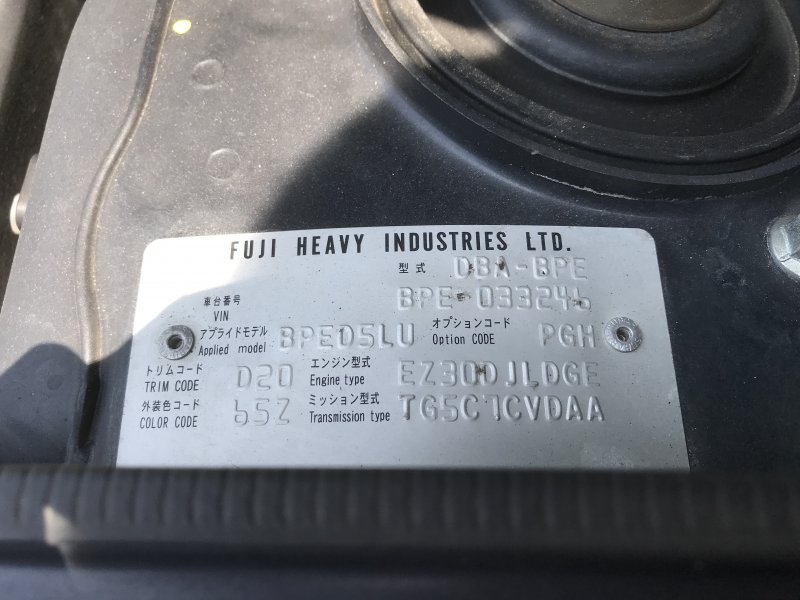 FUJI HEAVY INDUSTRIES LTD.
型式 DBA-BPE
車台番号 BPE-033246
VIN
アプライドモデル BPED5LU オプションコード PGH
Applied model Option CODE
トリムコード D20 エンジン型式 EZ30DJLDGE
TRIM CODE Engine type
外装色コード 65Z ミッション型式 TG5C7CVDAA
COLOR CODE Transmission type